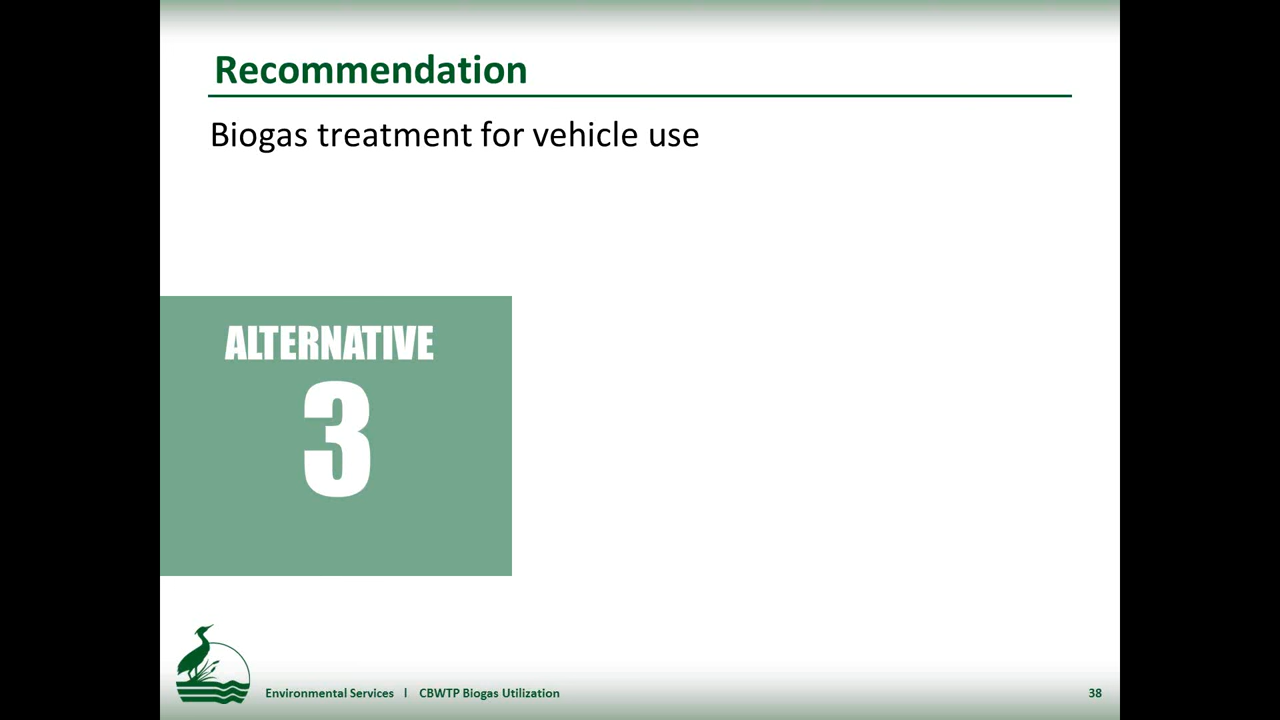 Recommendation
Biogas treatment for vehicle use
ALTERNATIVE
3
Environmental Services | CBWTP Biogas Utilization
38